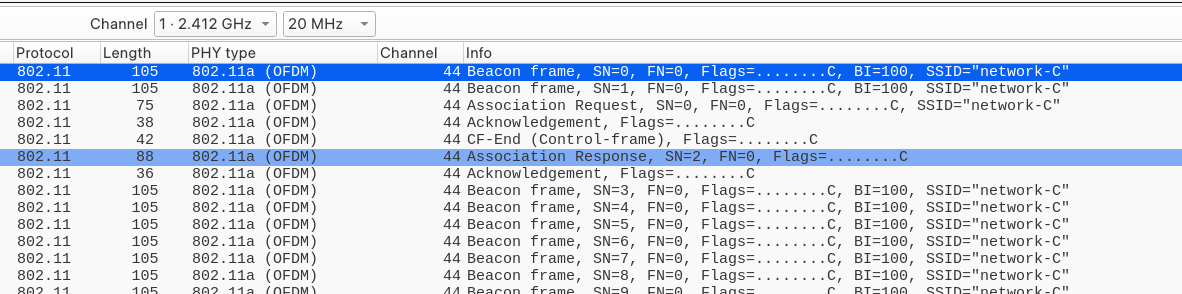 Channel 1 · 2.412 GHz 20 MHz
Protocol Length PHY type Channel Info
802.11 105 802.11a (OFDM) 44 Beacon frame, SN=0, FN=0, Flags=........C, BI=100, SSID="network-C"
802.11 105 802.11a (OFDM) 44 Beacon frame, SN=1, FN=0, Flags=........C, BI=100, SSID="network-C"
802.11 75 802.11a (OFDM) 44 Association Request, SN=0, FN=0, Flags=........C, SSID="network-C"
802.11 38 802.11a (OFDM) 44 Acknowledgement, Flags=........C
802.11 42 802.11a (OFDM) 44 CF-End (Control-frame), Flags=........C
802.11 88 802.11a (OFDM) 44 Association Response, SN=2, FN=0, Flags=........C
802.11 36 802.11a (OFDM) 44 Acknowledgement, Flags=........C
802.11 105 802.11a (OFDM) 44 Beacon frame, SN=3, FN=0, Flags=........C, BI=100, SSID="network-C"
802.11 105 802.11a (OFDM) 44 Beacon frame, SN=4, FN=0, Flags=........C, BI=100, SSID="network-C"
802.11 105 802.11a (OFDM) 44 Beacon frame, SN=5, FN=0, Flags=........C, BI=100, SSID="network-C"
802.11 105 802.11a (OFDM) 44 Beacon frame, SN=6, FN=0, Flags=........C, BI=100, SSID="network-C"
802.11 105 802.11a (OFDM) 44 Beacon frame, SN=7, FN=0, Flags=........C, BI=100, SSID="network-C"
802.11 105 802.11a (OFDM) 44 Beacon frame, SN=8, FN=0, Flags=........C, BI=100, SSID="network-C"
802.11 105 802.11a (OFDM) 44 Beacon frame, SN=9, FN=0, Flags=........C, BI=100, SSID="network-C"